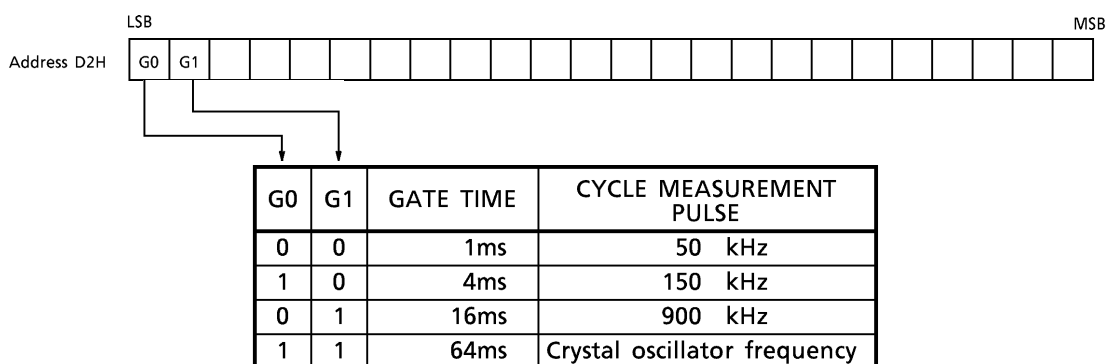 LSB MSB
Address D2H G0 G1
G0 G1 GATE TIME CYCLE MEASUREMENT PULSE
0 0 1ms 50 kHz
1 0 4ms 150 kHz
0 1 16ms 900 kHz
1 1 64ms Crystal oscillator frequency